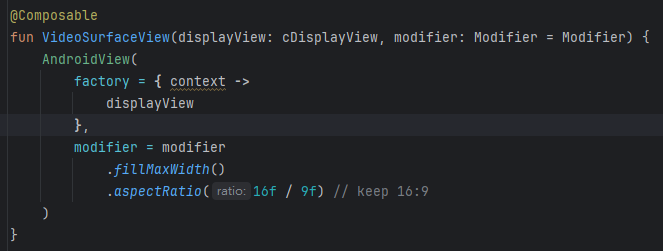 @Composable
fun VideoSurfaceView(displayView: cDisplayView, modifier: Modifier = Modifier) {
    AndroidView(
        factory = { context ->
            displayView
        },
        modifier = modifier
            .fillMaxWidth()
            .aspectRatio( ratio: 16f / 9f) // keep 16:9
    )
}